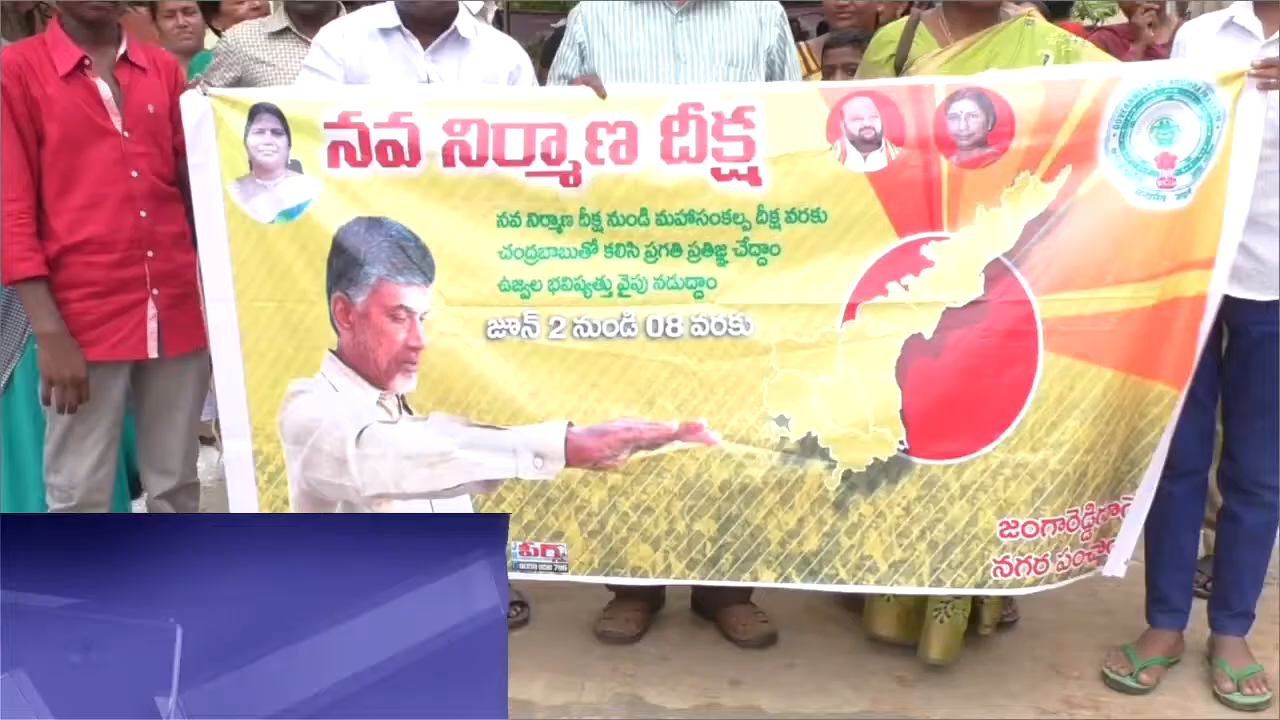 నవ నిర్మాణ దీక్ష
నవ నిర్మాణ దీక్ష నుండి మహాసంకల్ప దీక్ష వరకు
చంద్రబాబుతో కలిసి ప్రగతి ప్రతిజ్ఞ చేద్దాం
ఉజ్వల భవిష్యత్తు వైపు నడుద్దాం
జూన్ 2 నుండి 08 వరకు
నగర